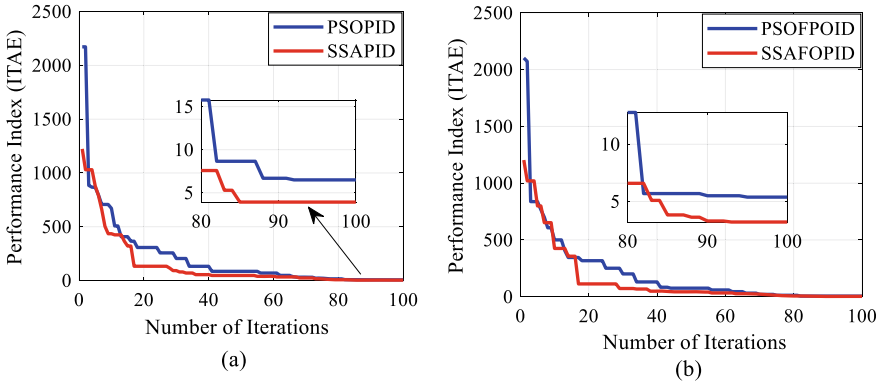 2500
2000
1500
1000
500
0
Performance Index (ITAE)
PSOPID
SSAPID
15
10
5
80 90 100
0 20 40 60 80 100
Number of Iterations
(a)
2500
2000
1500
1000
500
0
Performance Index (ITAE)
PSOFPOID
SSAFOPID
10
5
80 90 100
0 20 40 60 80 100
Number of Iterations
(b)